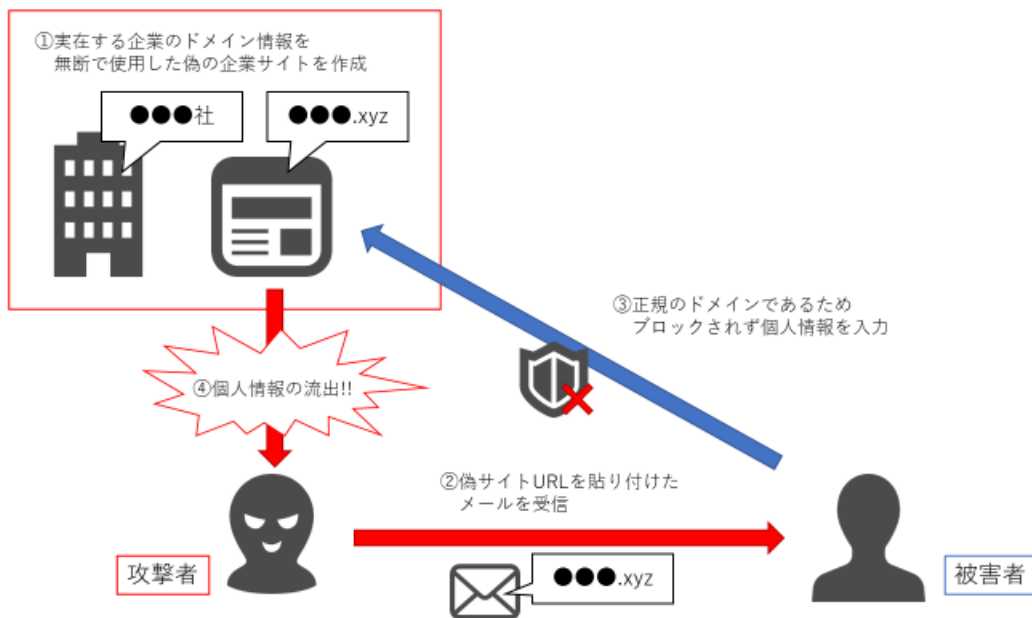 ①実在する企業のドメイン情報を
無断で使用した偽の企業サイトを作成
●●●社
●●●.xyz
③正規のドメインであるため
ブロックされず個人情報を入力
④個人情報の流出!!
②偽サイトURLを貼り付けた
メールを受信
攻撃者
●●●.xyz
被害者